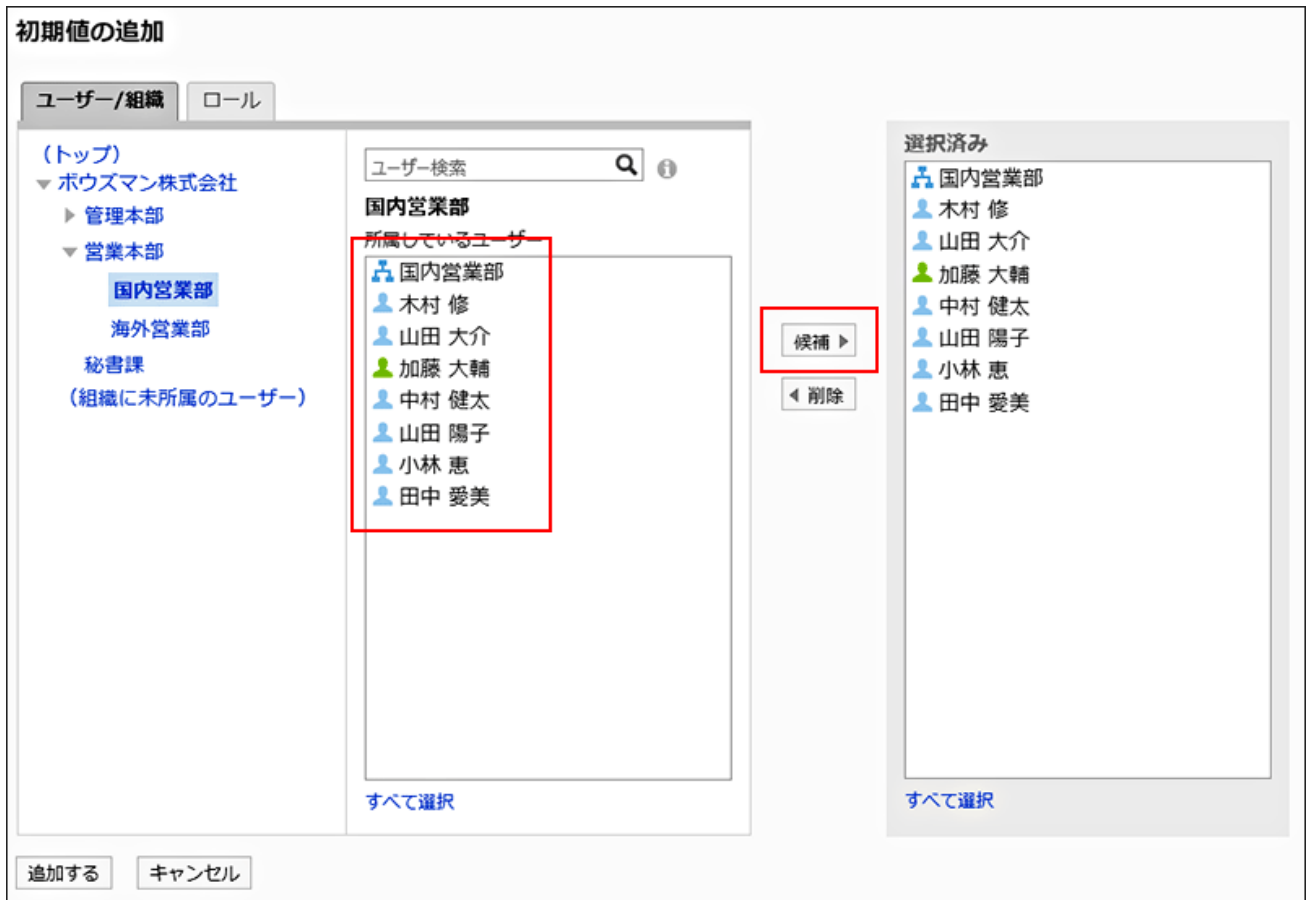 初期値の追加
ユーザー/組織
ロール
(トップ)
ボウズマン株式会社
管理本部
営業本部
国内営業部
海外営業部
秘書課
(組織に未所属のユーザー)
ユーザー検索
国内営業部
所属しているユーザー
国内営業部
木村 修
山田 大介
加藤 大輔
中村 健太
山田 陽子
小林 恵
田中 愛美
すべて選択
候補
削除
選択済み
国内営業部
木村 修
山田 大介
加藤 大輔
中村 健太
山田 陽子
小林 恵
田中 愛美
すべて選択
追加する
キャンセル